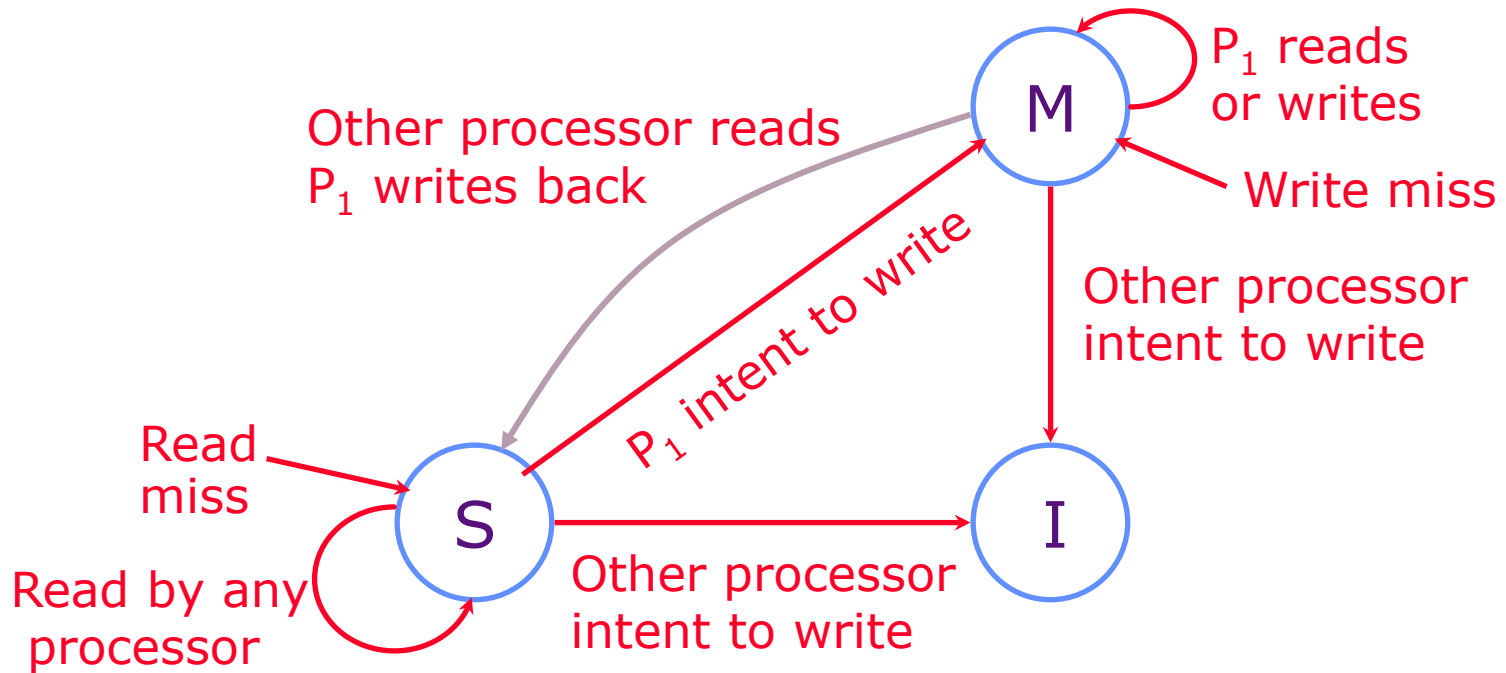 M
P₁ reads
or writes
Other processor reads
P₁ writes back
Write miss
P₁ intent to write
Other processor
intent to write
Read
miss
S
I
Read by any
processor
Other processor
intent to write